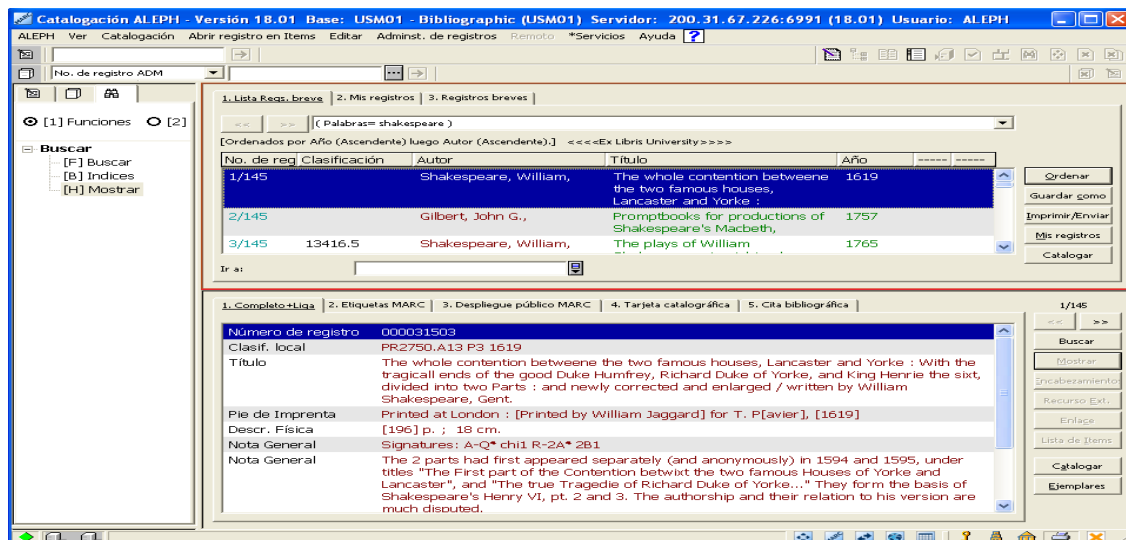 Catalogación ALEPH - Versión 18.01 Base: USM01 - Bibliographic (USM01) Servidor: 200.31.67.226:6991 (18.01) Usuario: ALEPH
ALEPH Ver Catalogación Abrir registro en Items Editar Adminst. de registros Remoto *Servicios Ayuda ?
No. de registro ADM
[1] Funciones [2]
Buscar
[F] Buscar
[B] Indices
[H] Mostrar
1. Lista Regs. breve 2. Mis registros 3. Registros breves
<< >> ( Palabras= shakespeare )
[Ordenados por Año (Ascendente) luego Autor (Ascendente).] <<<<Ex Libris University>>>>
No. de reg Clasificación Autor Título Año ----- -----
1/145 Shakespeare, William, The whole contention betweene 1619
the two famous houses,
Lancaster and Yorke :
2/145 Gilbert, John G., Promptbooks for productions of 1757
Shakespeare's Macbeth,
3/145 13416.5 Shakespeare, William, The plays of William 1765
Ir a:
Ordenar
Guardar como
Imprimir/Enviar
Mis registros
Catalogar
1. Completo+Liga 2. Etiquetas MARC 3. Despliegue público MARC 4. Tarjeta catalográfica 5. Cita bibliográfica
Número de registro 000031503
Clasif. local PR2750.A13 P3 1619
Título The whole contention betweene the two famous houses, Lancaster and Yorke : With the
tragicall ends of the good Duke Humfrey, Richard Duke of Yorke, and King Henrie the sixt,
divided into two Parts : and newly corrected and enlarged / written by William
Shakespeare, Gent.
Pie de Imprenta Printed at London : [Printed by William Jaggard] for T. P[avier], [1619]
Descr. Física [196] p. ; 18 cm.
Nota General Signatures: A-Q⁴ chi1 R-2A⁴ 2B1
Nota General The 2 parts had first appeared separately (and anonymously) in 1594 and 1595, under
titles "The First part of the Contention betwixt the two famous Houses of Yorke and
Lancaster", and "The true Tragedie of Richard Duke of Yorke..." They form the basis of
Shakespeare's Henry VI, pt. 2 and 3. The authorship and their relation to his version are
much disputed.
1/145
<< >>
Buscar
Mostrar
Encabezamiento
Recurso Ext.
Enlace
Lista de Items
Catalogar
Ejemplares